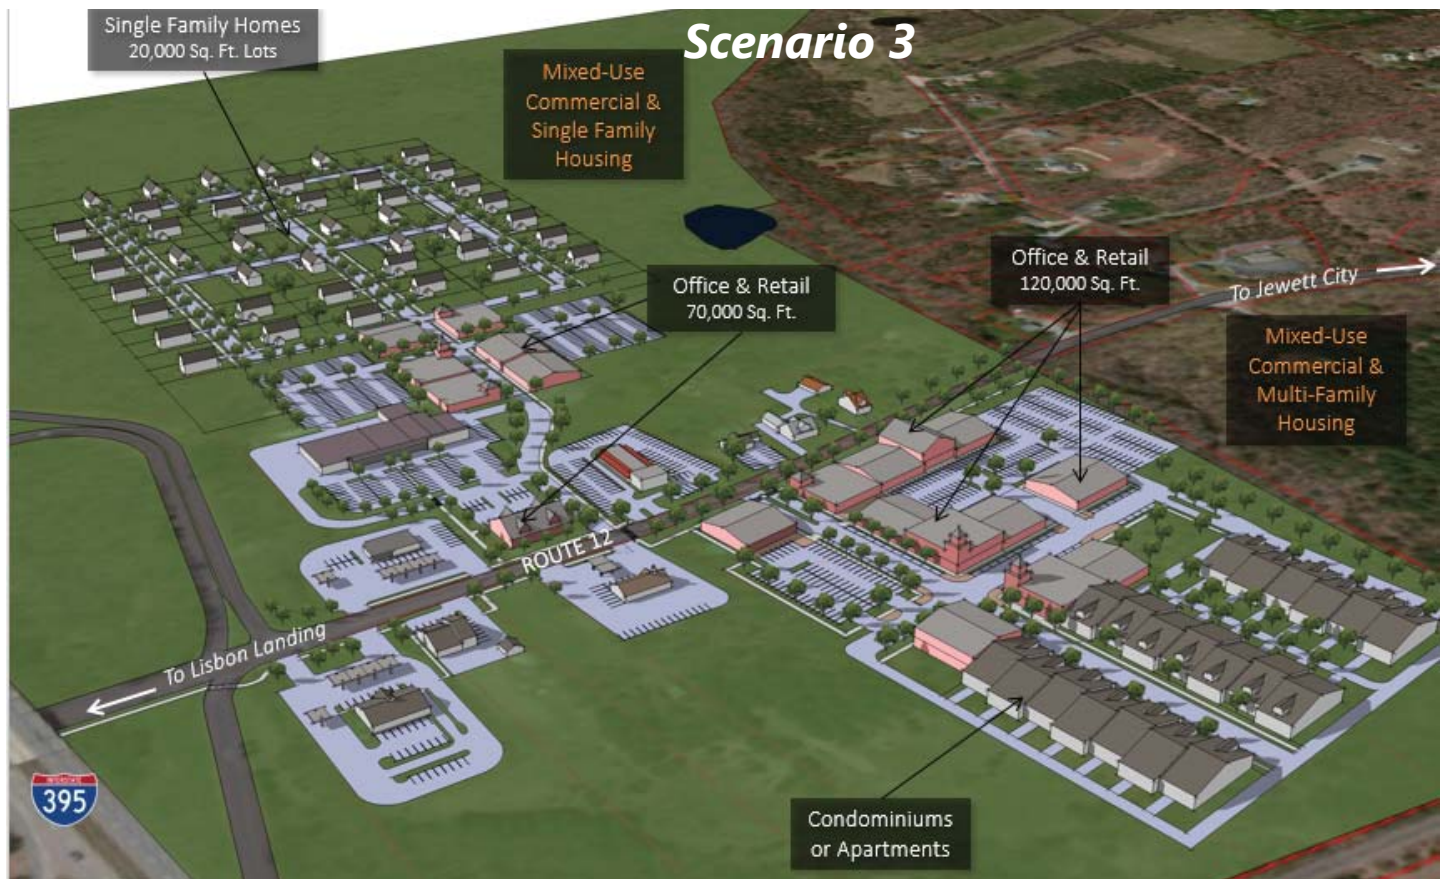 Scenario 3
Single Family Homes
20,000 Sq. Ft. Lots
Mixed-Use
Commercial &
Single Family
Housing
Office & Retail
70,000 Sq. Ft.
Office & Retail
120,000 Sq. Ft.
To Jewett City
Mixed-Use
Commercial &
Multi-Family
Housing
ROUTE 12
To Lisbon Landing
INTERSTATE
395
Condominiums
or Apartments